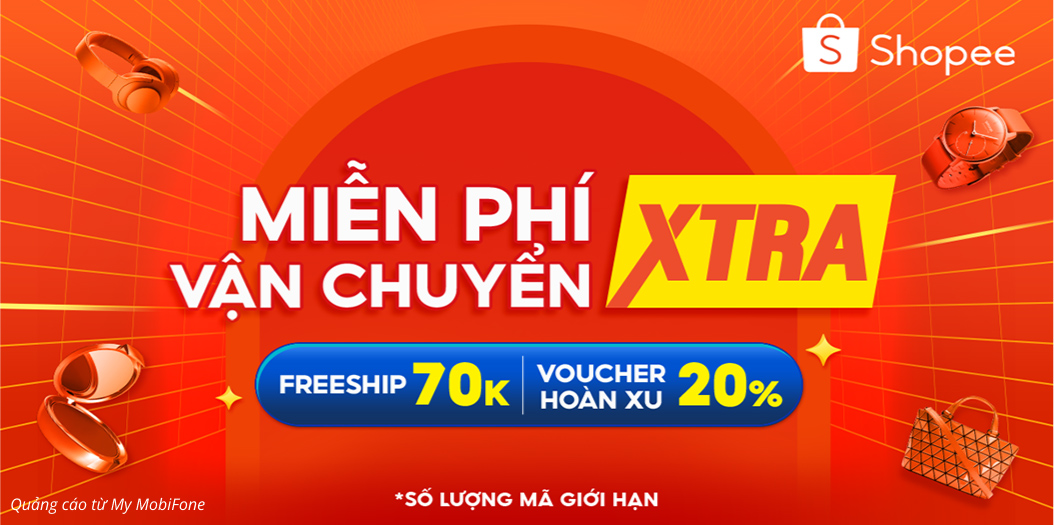 Shopee
MIỄN PHÍ
VẬN CHUYỂN
XTRA
FREESHIP 70K
VOUCHER
HOÀN XU 20%
*SỐ LƯỢNG MÃ GIỚI HẠN
Quảng cáo từ My MobiFone